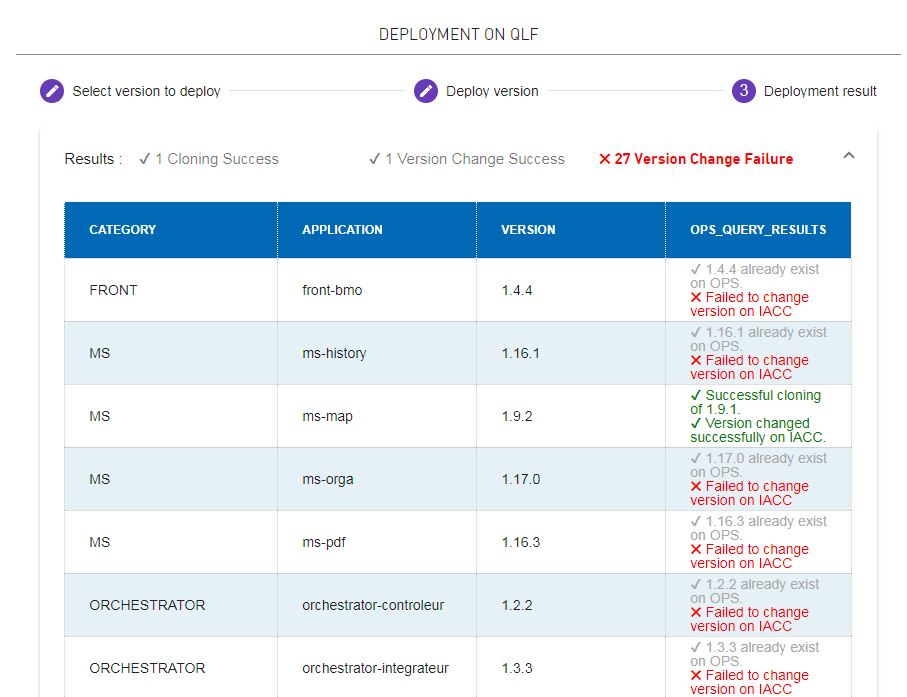 DEPLOYMENT ON QLF
Select version to deploy
Deploy version
3 Deployment result
Results : ✓ 1 Cloning Success ✓ 1 Version Change Success ✕ 27 Version Change Failure
CATEGORY APPLICATION VERSION OPS_QUERY_RESULTS
FRONT front-bmo 1.4.4
✓ 1.4.4 already exist
on OPS.
✕ Failed to change
version on IACC
MS ms-history 1.16.1
✓ 1.16.1 already exist
on OPS.
✕ Failed to change
version on IACC
MS ms-map 1.9.2
✓ Successful cloning
of 1.9.1.
✓ Version changed
successfully on IACC.
MS ms-orga 1.17.0
✓ 1.17.0 already exist
on OPS.
✕ Failed to change
version on IACC
MS ms-pdf 1.16.3
✓ 1.16.3 already exist
on OPS.
✕ Failed to change
version on IACC
ORCHESTRATOR orchestrator-controleur 1.2.2
✓ 1.2.2 already exist
on OPS.
✕ Failed to change
version on IACC
ORCHESTRATOR orchestrator-integrateur 1.3.3
✓ 1.3.3 already exist
on OPS.
✕ Failed to change
version on IACC